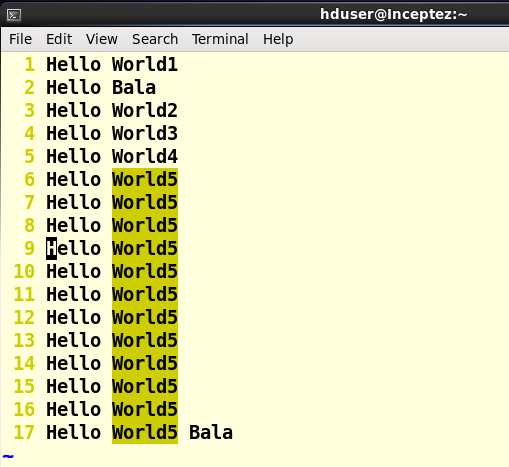 hduser@Inceptez:~
File Edit View Search Terminal Help
1 Hello World1
2 Hello Bala
3 Hello World2
4 Hello World3
5 Hello World4
6 Hello World5
7 Hello World5
8 Hello World5
9 Hello World5
10 Hello World5
11 Hello World5
12 Hello World5
13 Hello World5
14 Hello World5
15 Hello World5
16 Hello World5
17 Hello World5 Bala
~